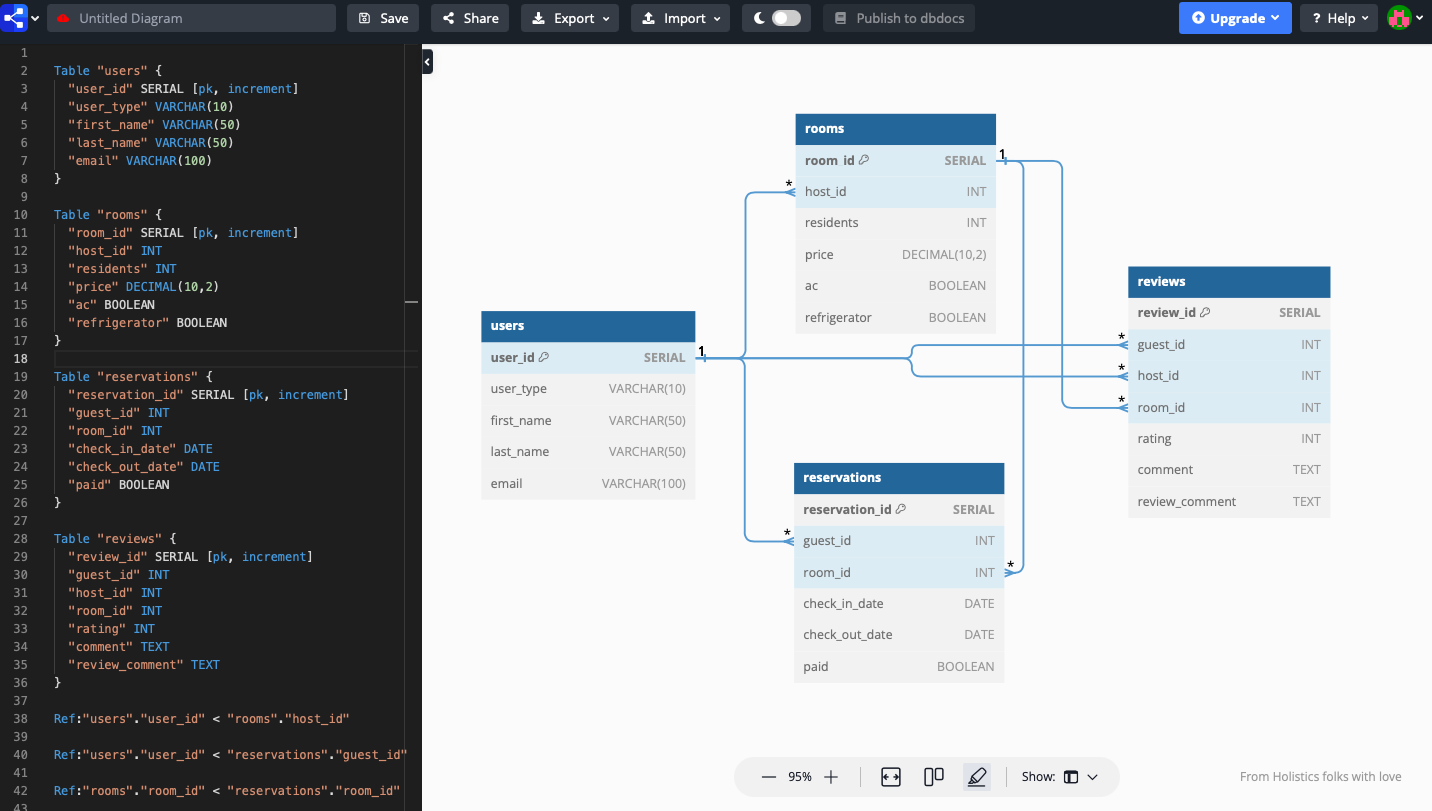 Untitled Diagram
Save
Share
Export
Import
Publish to dbdocs
Upgrade
? Help
1
2 Table "users" {
3 "user_id" SERIAL [pk, increment]
4 "user_type" VARCHAR(10)
5 "first_name" VARCHAR(50)
6 "last_name" VARCHAR(50)
7 "email" VARCHAR(100)
8 }
9
10 Table "rooms" {
11 "room_id" SERIAL [pk, increment]
12 "host_id" INT
13 "residents" INT
14 "price" DECIMAL(10,2)
15 "ac" BOOLEAN
16 "refrigerator" BOOLEAN
17 }
18
19 Table "reservations" {
20 "reservation_id" SERIAL [pk, increment]
21 "guest_id" INT
22 "room_id" INT
23 "check_in_date" DATE
24 "check_out_date" DATE
25 "paid" BOOLEAN
26 }
27
28 Table "reviews" {
29 "review_id" SERIAL [pk, increment]
30 "guest_id" INT
31 "host_id" INT
32 "room_id" INT
33 "rating" INT
34 "comment" TEXT
35 "review_comment" TEXT
36 }
37
38 Ref:"users"."user_id" < "rooms"."host_id"
39
40 Ref:"users"."user_id" < "reservations"."guest_id"
41
42 Ref:"rooms"."room_id" < "reservations"."room_id"
43
users
user_id SERIAL
user_type VARCHAR(10)
first_name VARCHAR(50)
last_name VARCHAR(50)
email VARCHAR(100)
1
rooms
room_id SERIAL
host_id INT
residents INT
price DECIMAL(10,2)
ac BOOLEAN
refrigerator BOOLEAN
1
*
reservations
reservation_id SERIAL
guest_id INT
room_id INT
check_in_date DATE
check_out_date DATE
paid BOOLEAN
*
*
reviews
review_id SERIAL
guest_id INT
host_id INT
room_id INT
rating INT
comment TEXT
review_comment TEXT
*
*
*
95%
Show:
From Holistics folks with love